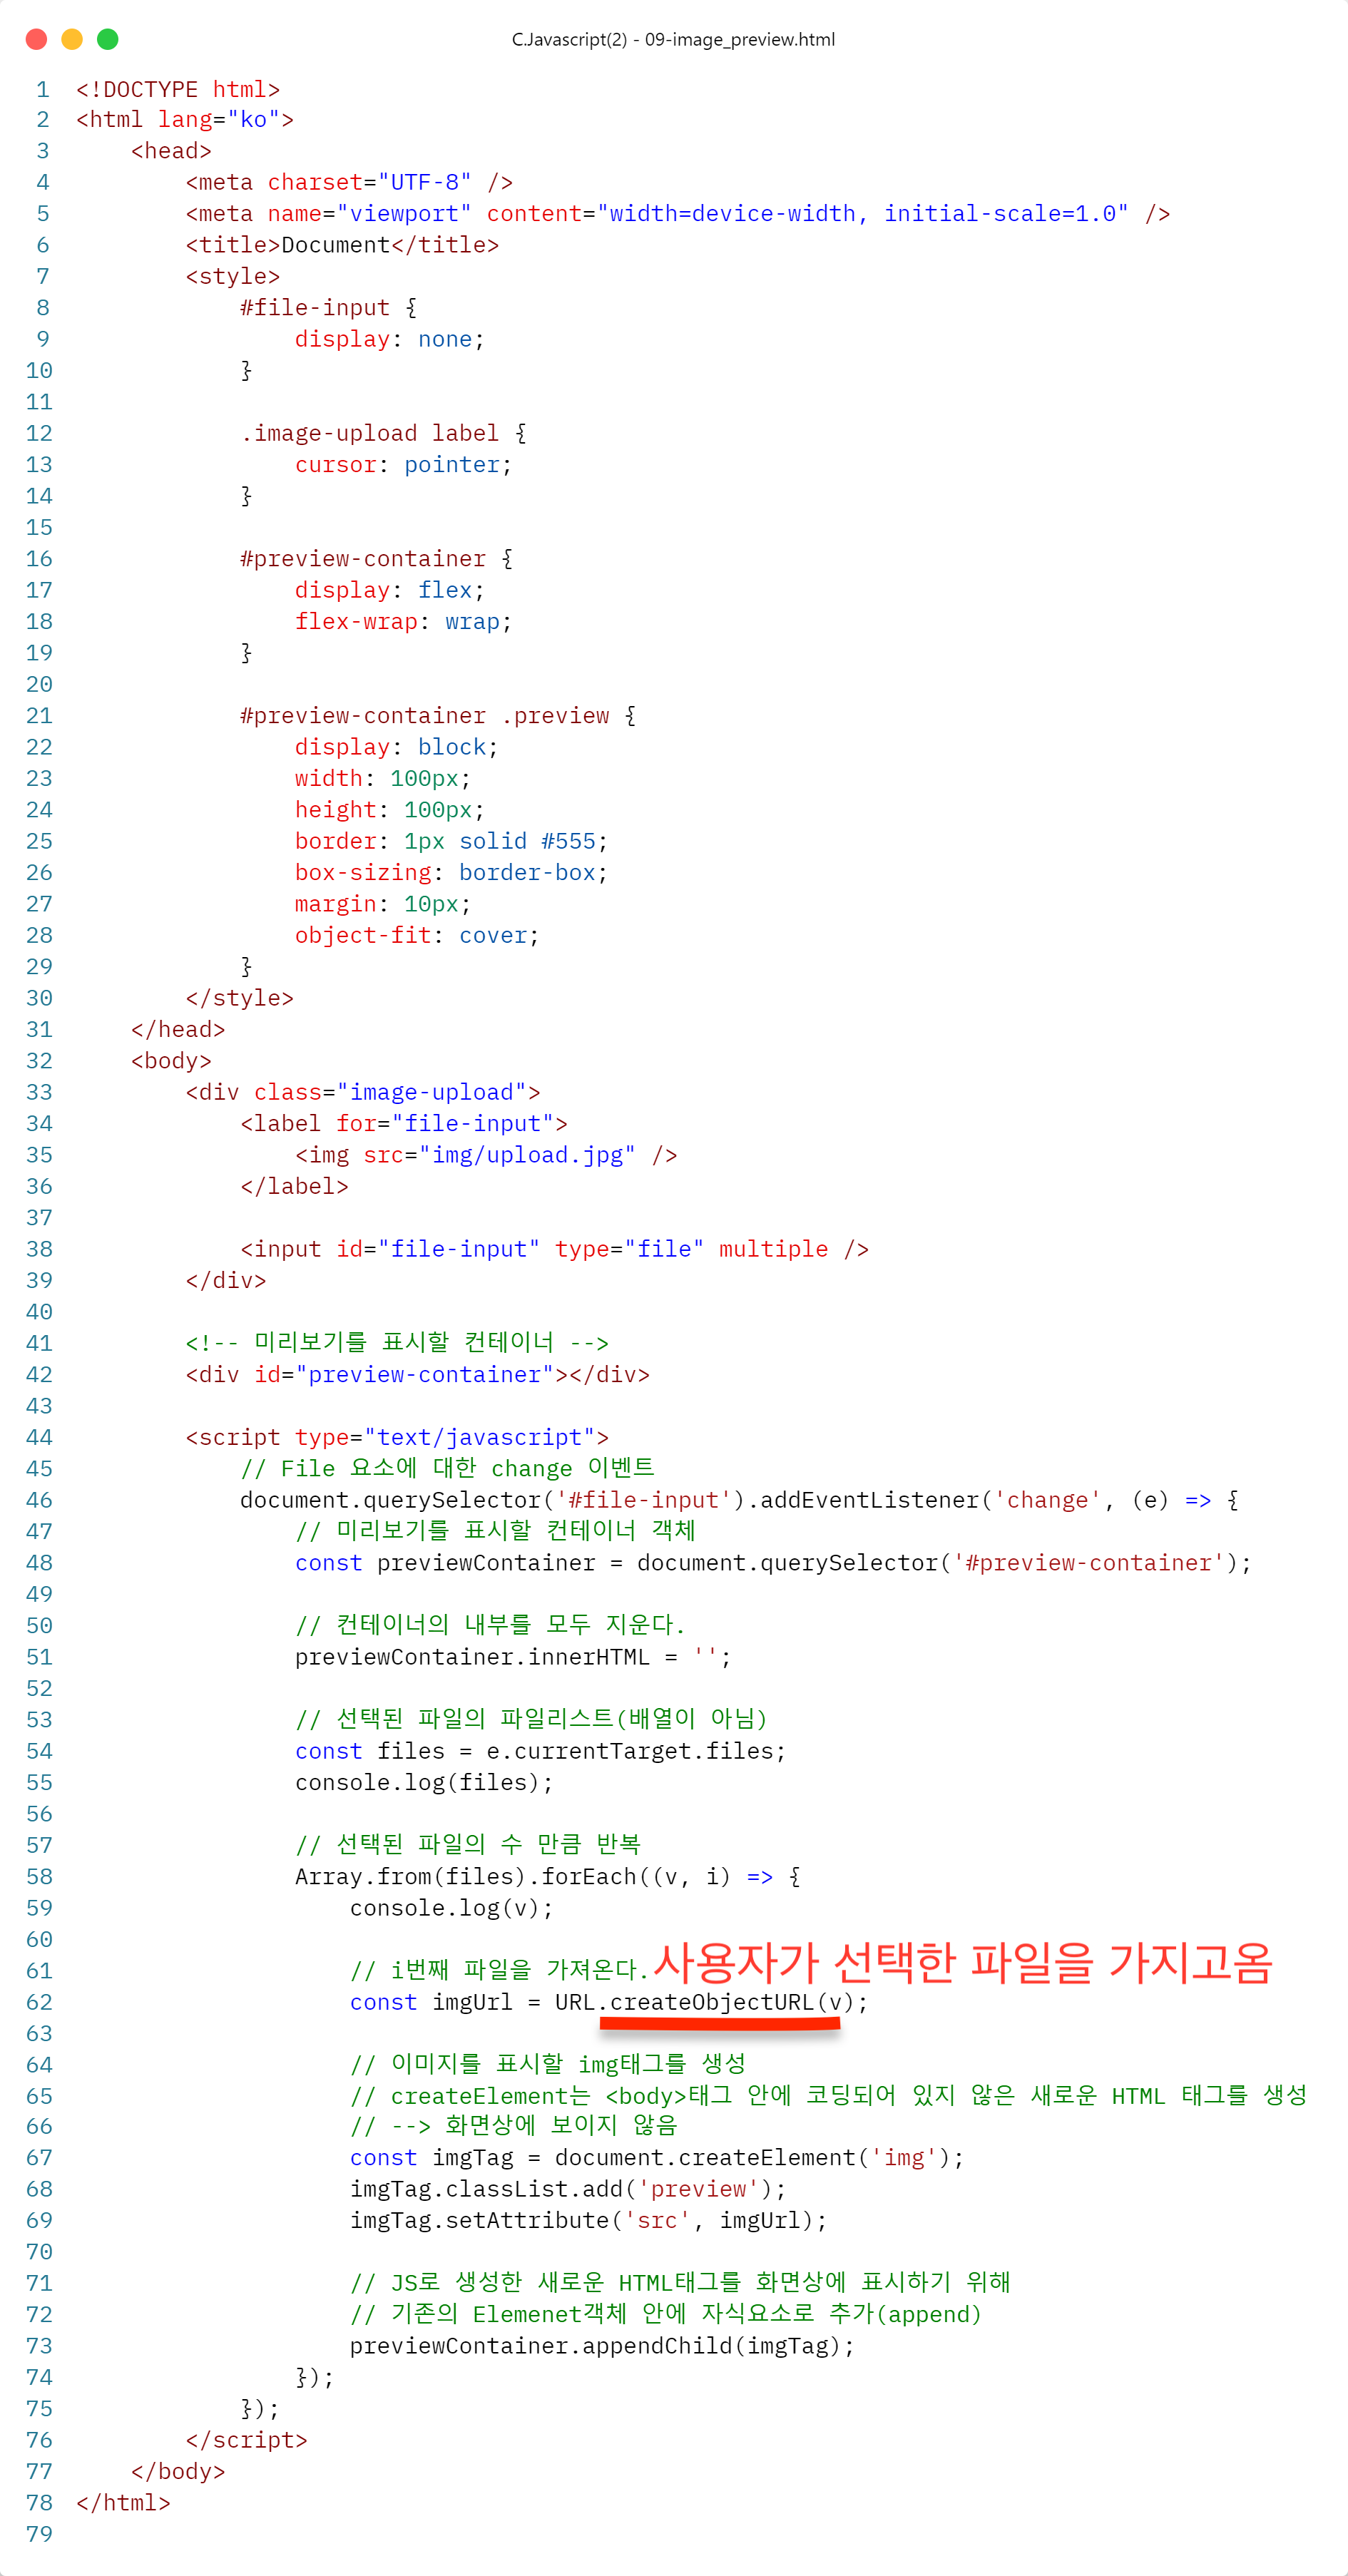 C.Javascript(2) - 09-image_preview.html
1 <!DOCTYPE html>
2 <html lang="ko">
3     <head>
4         <meta charset="UTF-8" />
5         <meta name="viewport" content="width=device-width, initial-scale=1.0" />
6         <title>Document</title>
7         <style>
8             #file-input {
9                 display: none;
10             }
11
12             .image-upload label {
13                 cursor: pointer;
14             }
15
16             #preview-container {
17                 display: flex;
18                 flex-wrap: wrap;
19             }
20
21             #preview-container .preview {
22                 display: block;
23                 width: 100px;
24                 height: 100px;
25                 border: 1px solid #555;
26                 box-sizing: border-box;
27                 margin: 10px;
28                 object-fit: cover;
29             }
30         </style>
31     </head>
32     <body>
33         <div class="image-upload">
34             <label for="file-input">
35                 <img src="img/upload.jpg" />
36             </label>
37
38             <input id="file-input" type="file" multiple />
39         </div>
40
41         <!-- 미리보기를 표시할 컨테이너 -->
42         <div id="preview-container"></div>
43
44         <script type="text/javascript">
45             // File 요소에 대한 change 이벤트
46             document.querySelector('#file-input').addEventListener('change', (e) => {
47                 // 미리보기를 표시할 컨테이너 객체
48                 const previewContainer = document.querySelector('#preview-container');
49
50                 // 컨테이너의 내부를 모두 지운다.
51                 previewContainer.innerHTML = '';
52
53                 // 선택된 파일의 파일리스트(배열이 아님)
54                 const files = e.currentTarget.files;
55                 console.log(files);
56
57                 // 선택된 파일의 수 만큼 반복
58                 Array.from(files).forEach((v, i) => {
59                     console.log(v);
60
61                     // i번째 파일을 가져온다. 사용자가 선택한 파일을 가지고옴
62                     const imgUrl = URL.createObjectURL(v);
63
64                     // 이미지를 표시할 img태그를 생성
65                     // createElement는 <body>태그 안에 코딩되어 있지 않은 새로운 HTML 태그를 생성
66                     // --> 화면상에 보이지 않음
67                     const imgTag = document.createElement('img');
68                     imgTag.classList.add('preview');
69                     imgTag.setAttribute('src', imgUrl);
70
71                     // JS로 생성한 새로운 HTML태그를 화면상에 표시하기 위해
72                     // 기존의 Elemenet객체 안에 자식요소로 추가(append)
73                     previewContainer.appendChild(imgTag);
74                 });
75             });
76         </script>
77     </body>
78 </html>
79